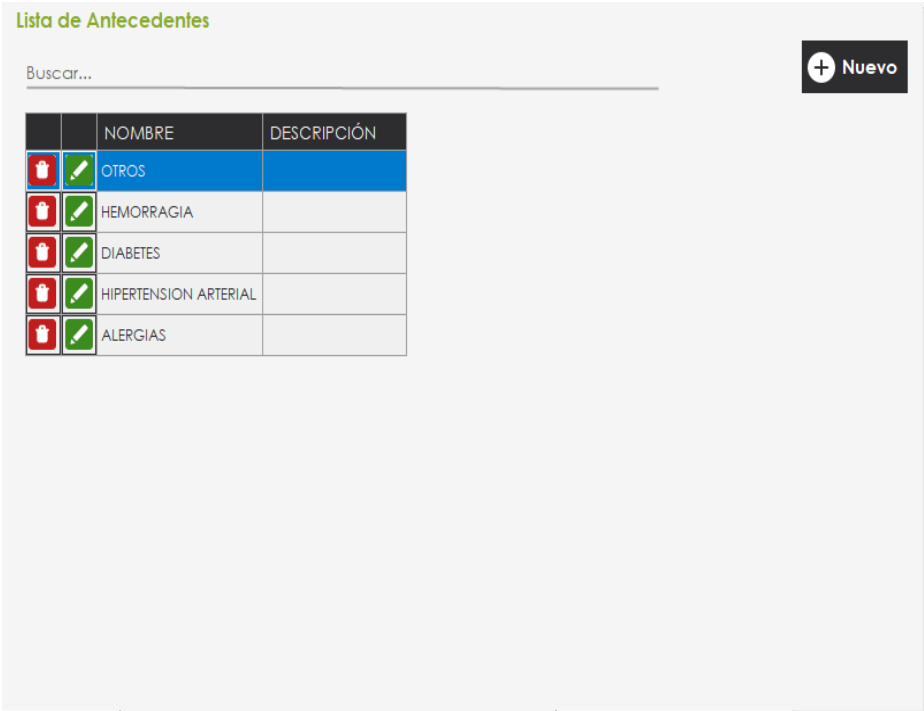 Lista de Antecedentes
Buscar...
Nuevo
NOMBRE DESCRIPCIÓN
OTROS
HEMORRAGIA
DIABETES
HIPERTENSION ARTERIAL
ALERGIAS